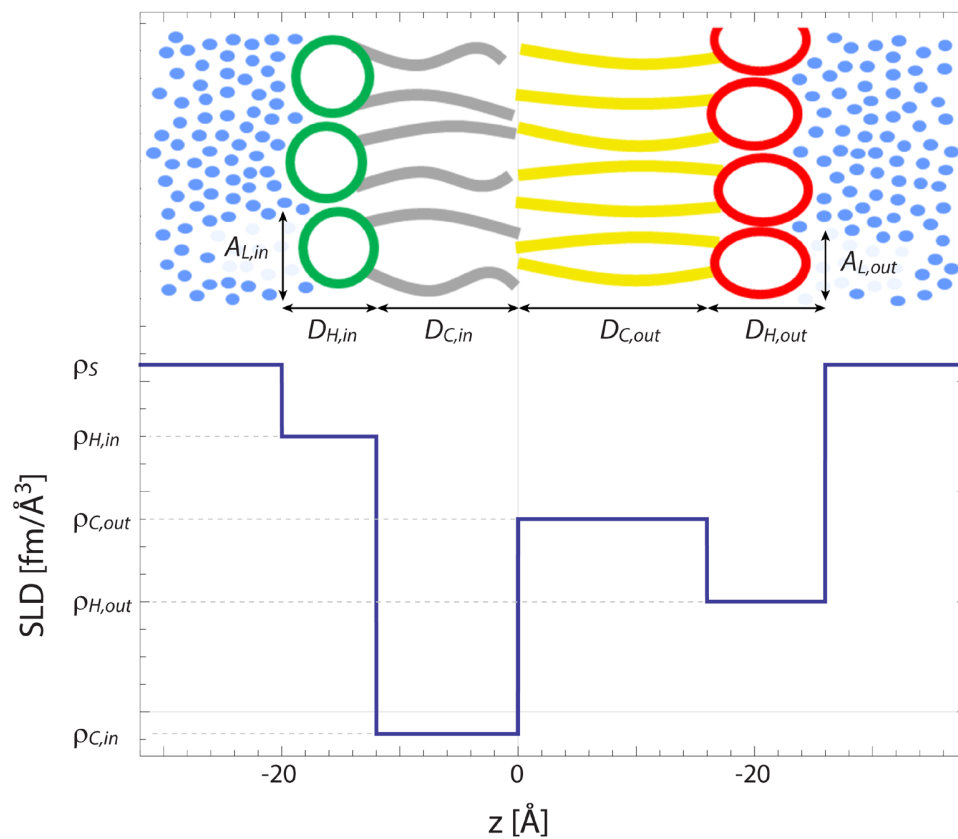 A_L,in
A_L,out
D_H,in D_C,in D_C,out D_H,out
ρ_S
ρ_H,in
ρ_C,out
ρ_H,out
ρ_C,in
SLD [fm/Å³]
-20 0 -20
z [Å]